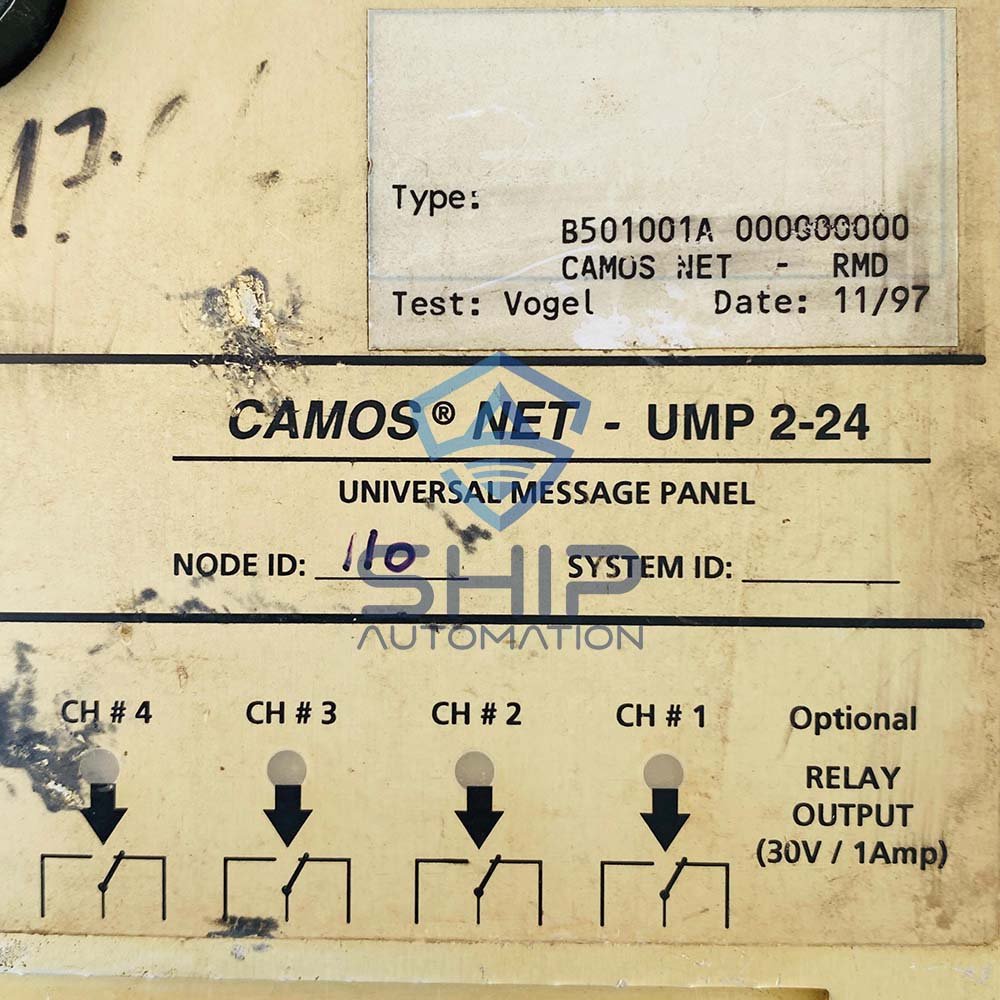 17.
Type:
B501001A 000000000
CAMOS NET - RMD
Test: Vogel Date: 11/97
CAMOS® NET - UMP 2-24
UNIVERSAL MESSAGE PANEL
NODE ID: 110 SYSTEM ID:
SHIP
AUTOMATION
CH # 4 CH # 3 CH # 2 CH # 1 Optional
RELAY
OUTPUT
(30V / 1Amp)